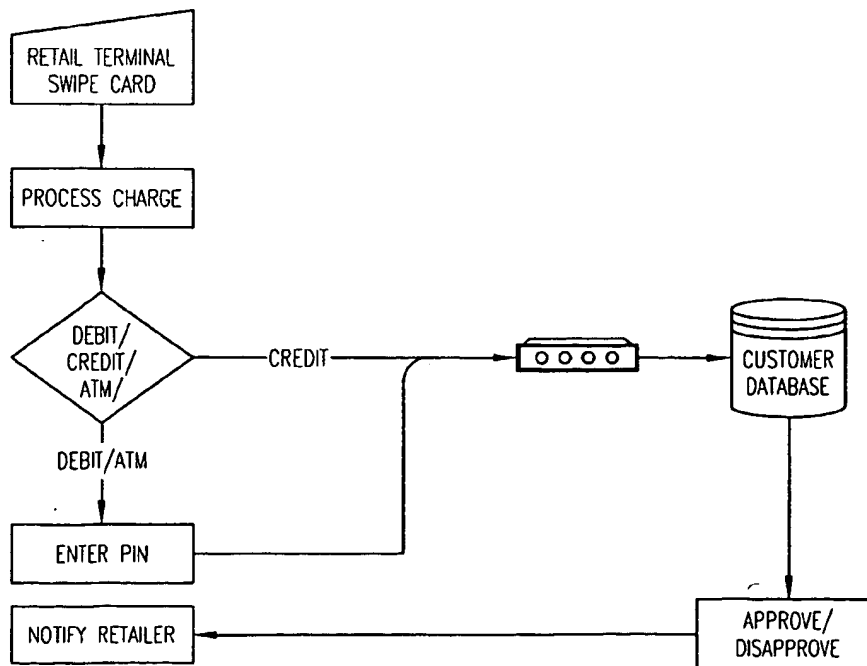 RETAIL TERMINAL
SWIPE CARD
PROCESS CHARGE
DEBIT/
CREDIT/
ATM/
CREDIT
CUSTOMER
DATABASE
DEBIT/ATM
ENTER PIN
NOTIFY RETAILER
APPROVE/
DISAPPROVE